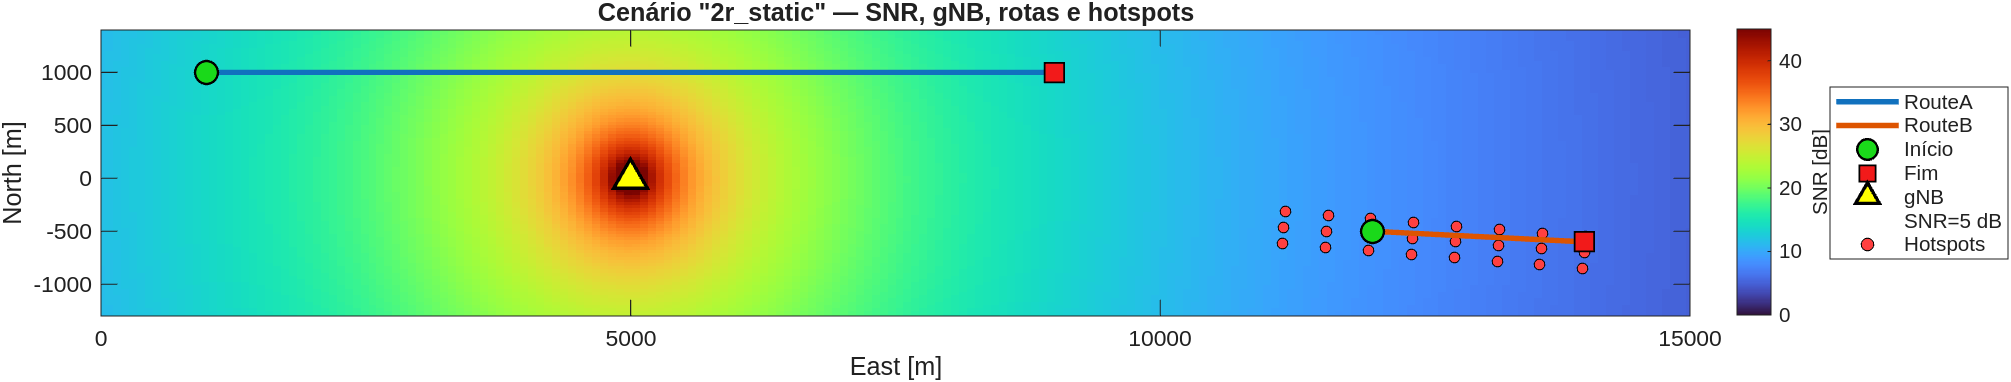 Cenário "2r_static" — SNR, gNB, rotas e hotspots
North [m]
1000
500
0
-500
-1000
0
5000
10000
15000
East [m]
40
30
20
10
0
SNR [dB]
RouteA
RouteB
Início
Fim
gNB
SNR=5 dB
Hotspots